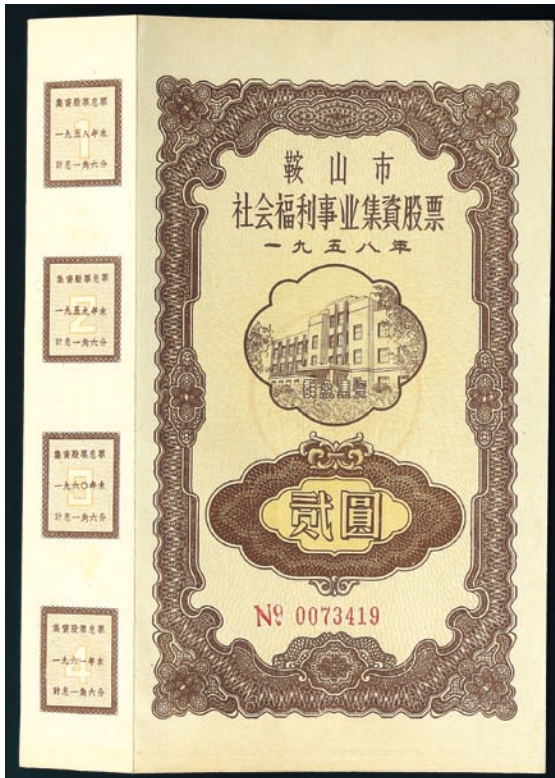 鞍山市
社会福利事业集資股票
一九五八年
貳圓
№ 0073419
集資股票息票
1
一九五八年末
計息一角六分
集資股票息票
2
一九五九年末
計息一角六分
集資股票息票
3
一九六〇年末
計息一角六分
集資股票息票
4
一九六一年末
計息一角六分